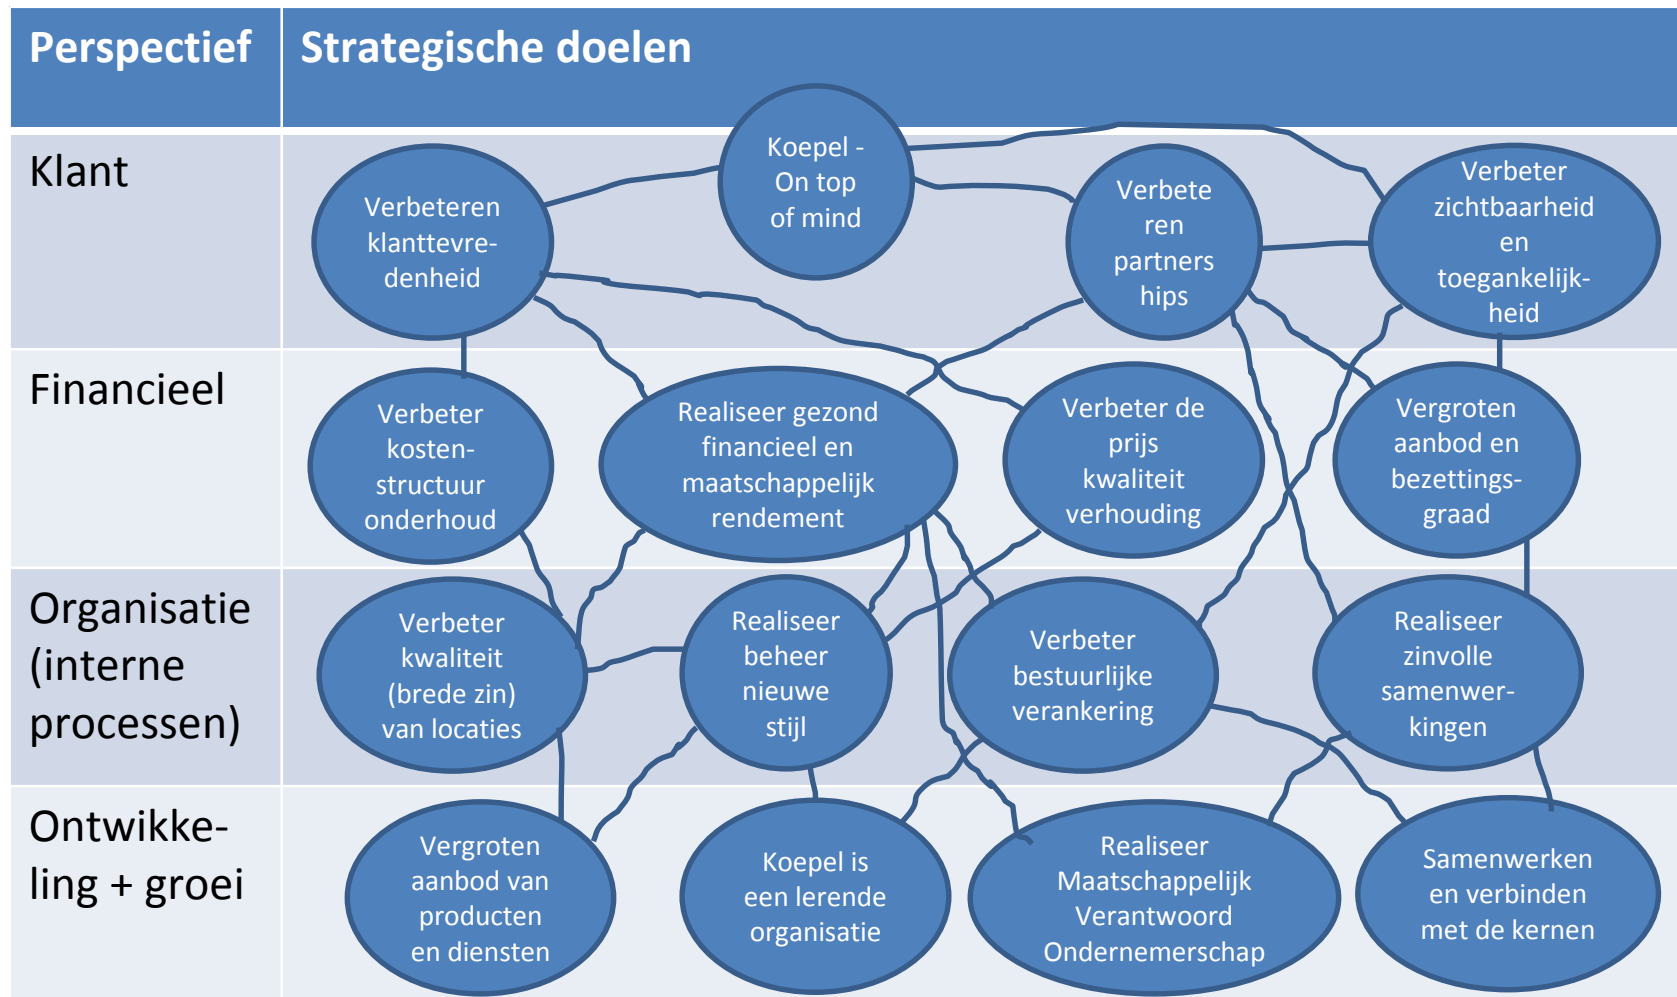 Perspectief
Strategische doelen
Klant
Verbeteren
klanttevre-
denheid
Koepel -
On top
of mind
Verbete
ren
partners
hips
Verbeter
zichtbaarheid
en
toegankelijk-
heid
Financieel
Verbeter
kosten-
structuur
onderhoud
Realiseer gezond
financieel en
maatschappelijk
rendement
Verbeter de
prijs
kwaliteit
verhouding
Vergroten
aanbod en
bezettings-
graad
Organisatie
(interne
processen)
Verbeter
kwaliteit
(brede zin)
van locaties
Realiseer
beheer
nieuwe
stijl
Verbeter
bestuurlijke
verankering
Realiseer
zinvolle
samenwer-
kingen
Ontwikke-
ling + groei
Vergroten
aanbod van
producten
en diensten
Koepel is
een lerende
organisatie
Realiseer
Maatschappelijk
Verantwoord
Ondernemerschap
Samenwerken
en verbinden
met de kernen